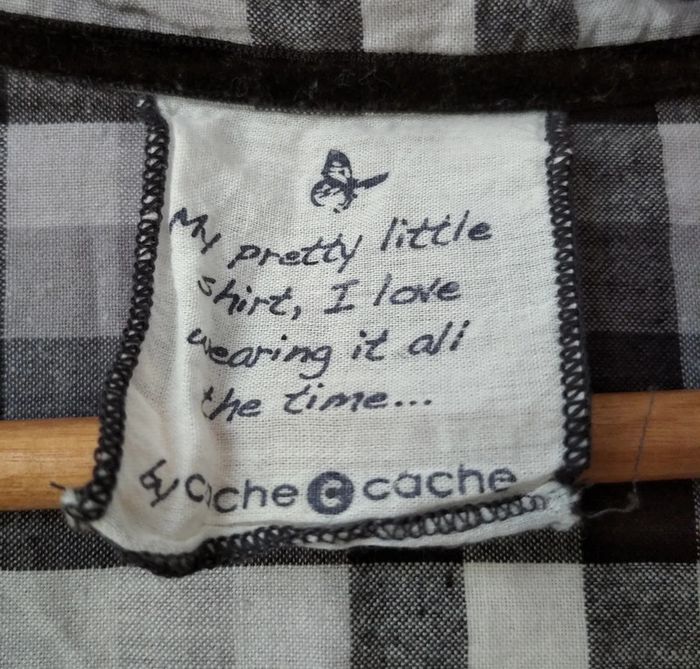 My pretty little
shirt, I love
wearing it all
the time...
by cache c cache